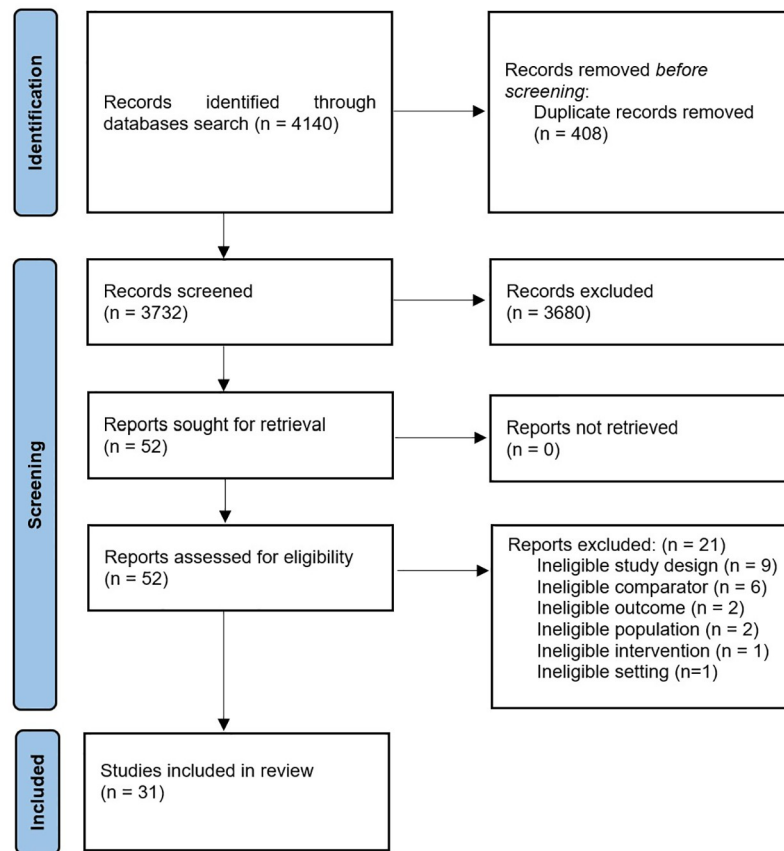 Identification
Records identified through
databases search (n = 4140)
Records removed before
screening:
Duplicate records removed
(n = 408)
Screening
Records screened
(n = 3732)
Records excluded
(n = 3680)
Reports sought for retrieval
(n = 52)
Reports not retrieved
(n = 0)
Reports assessed for eligibility
(n = 52)
Reports excluded: (n = 21)
Ineligible study design (n = 9)
Ineligible comparator (n = 6)
Ineligible outcome (n = 2)
Ineligible population (n = 2)
Ineligible intervention (n = 1)
Ineligible setting (n=1)
Included
Studies included in review
(n = 31)